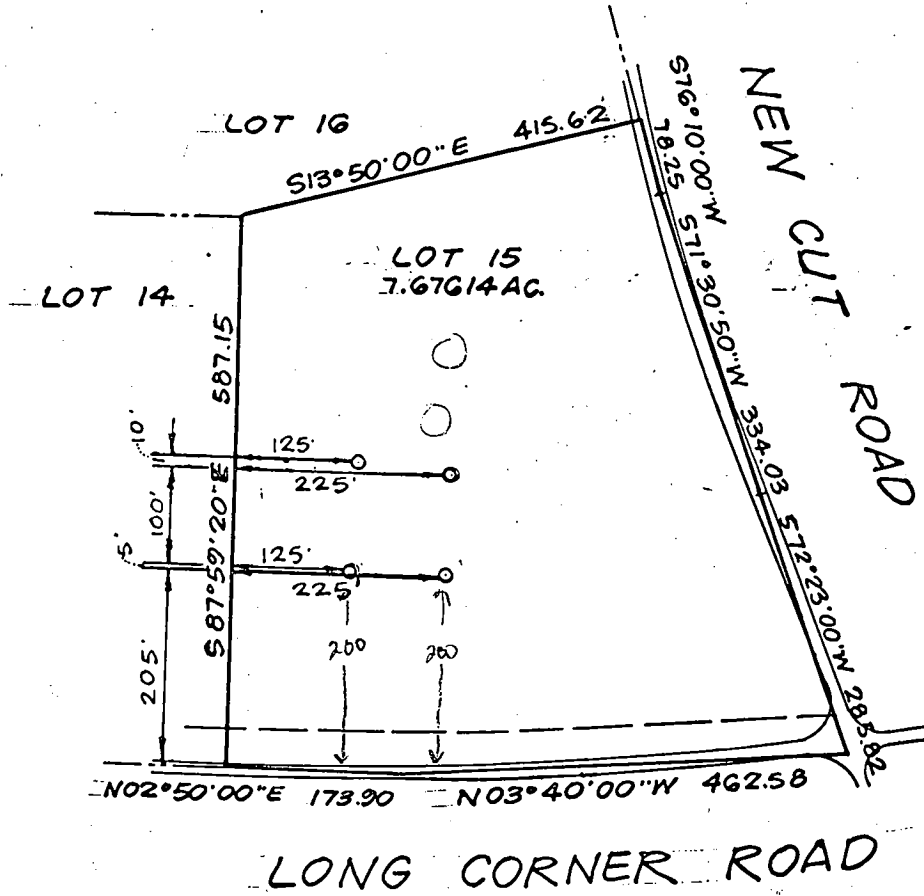 LOT 16
S13°50'00"E 415.62
S76°10'00"W
78.25
NEW CUT ROAD
LOT 15
7.67614 AC.
LOT 14
587.15
S71°30'50"W 334.03
10'
125'
225'
100'
S87°59'20"E
5'
125'
225'
S72°23'00"W 285.82
205'
200
200
N02°50'00"E 173.90 N03°40'00"W 462.58
LONG CORNER ROAD